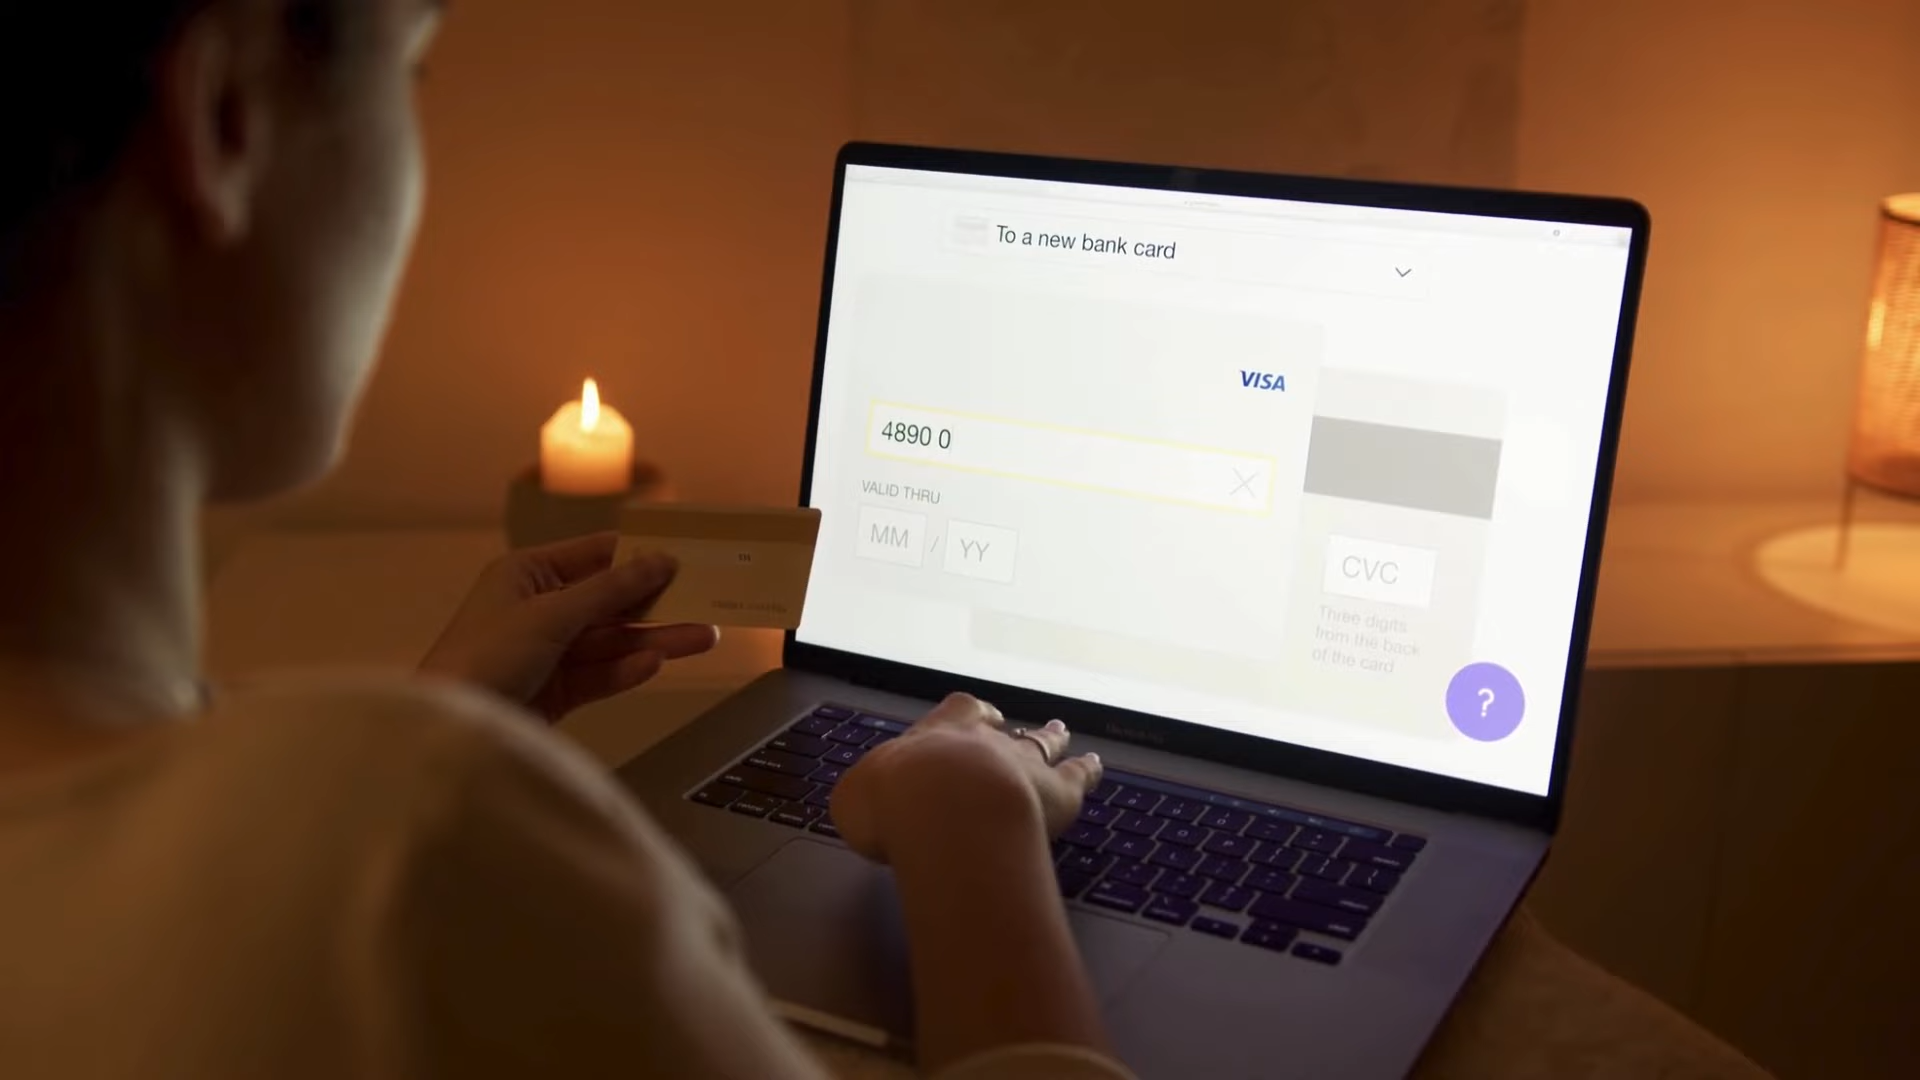 To a new bank card
VISA
4890 0
VALID THRU
MM / YY
CVC
Three digits
from the back
of the card
?